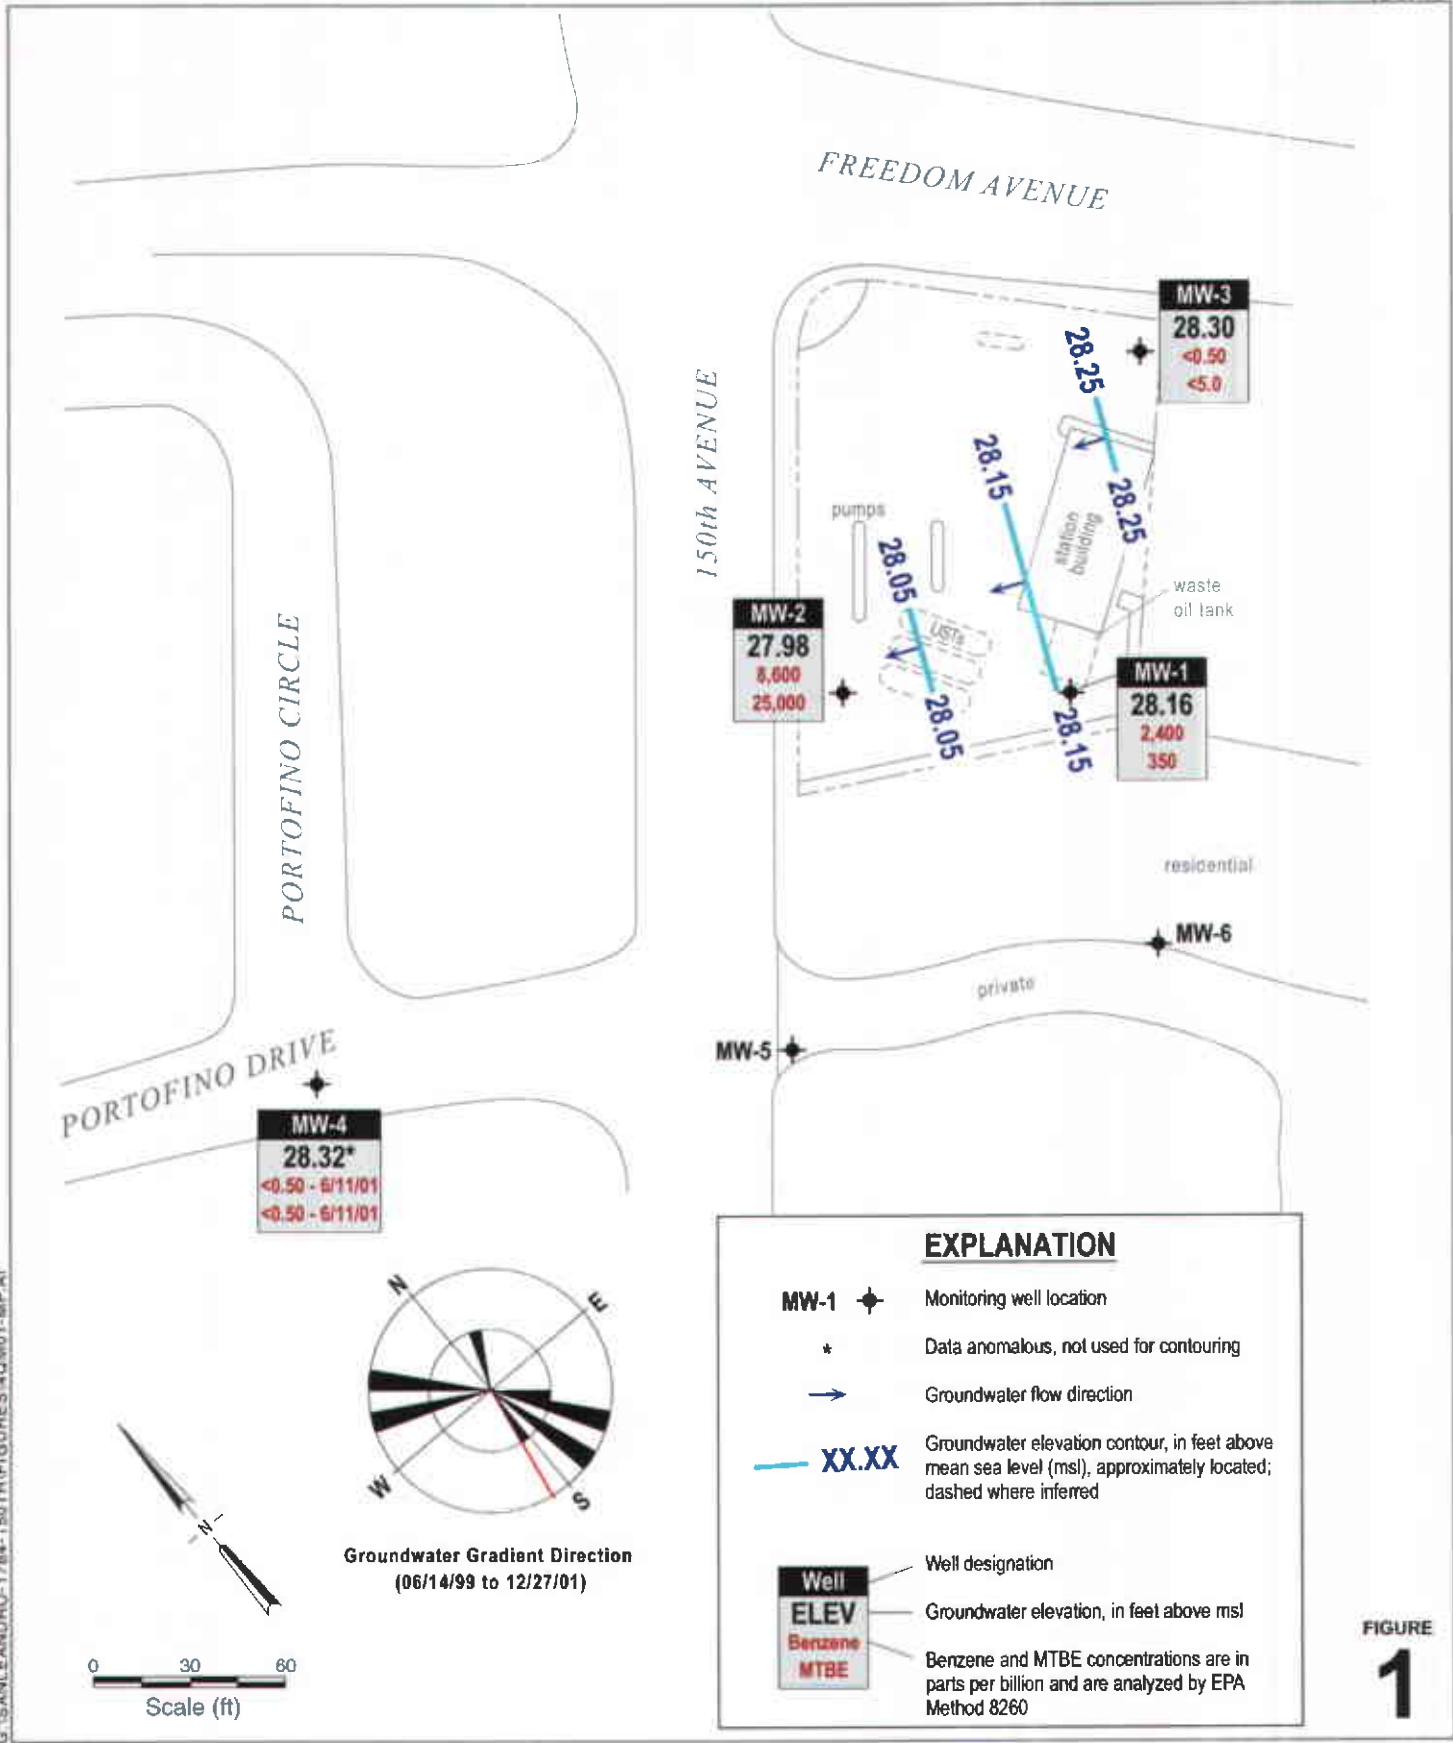 FREEDOM AVENUE
MW-3
28.30
<0.50
<5.0
28.25
28.25
150th AVENUE
28.15
28.15
pumps
station
building
waste
oil tank
28.05
28.05
USTs
MW-2
27.98
8,600
25,000
MW-1
28.16
2,400
350
PORTOFINO CIRCLE
residential
MW-6
private
MW-5
PORTOFINO DRIVE
MW-4
28.32*
<0.50 - 6/11/01
<0.50 - 6/11/01
N
E
W
S
Groundwater Gradient Direction
(06/14/99 to 12/27/01)
N
0 30 60
Scale (ft)
EXPLANATION
MW-1 Monitoring well location
* Data anomalous, not used for contouring
Groundwater flow direction
XX.XX Groundwater elevation contour, in feet above
mean sea level (msl), approximately located;
dashed where inferred
Well
ELEV
Benzene
MTBE
Well designation
Groundwater elevation, in feet above msl
Benzene and MTBE concentrations are in
parts per billion and are analyzed by EPA
Method 8260
FIGURE
1